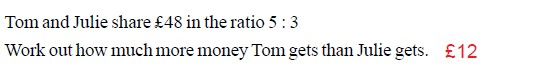 Tom and Julie share £48 in the ratio 5 : 3
Work out how much more money Tom gets than Julie gets. £12